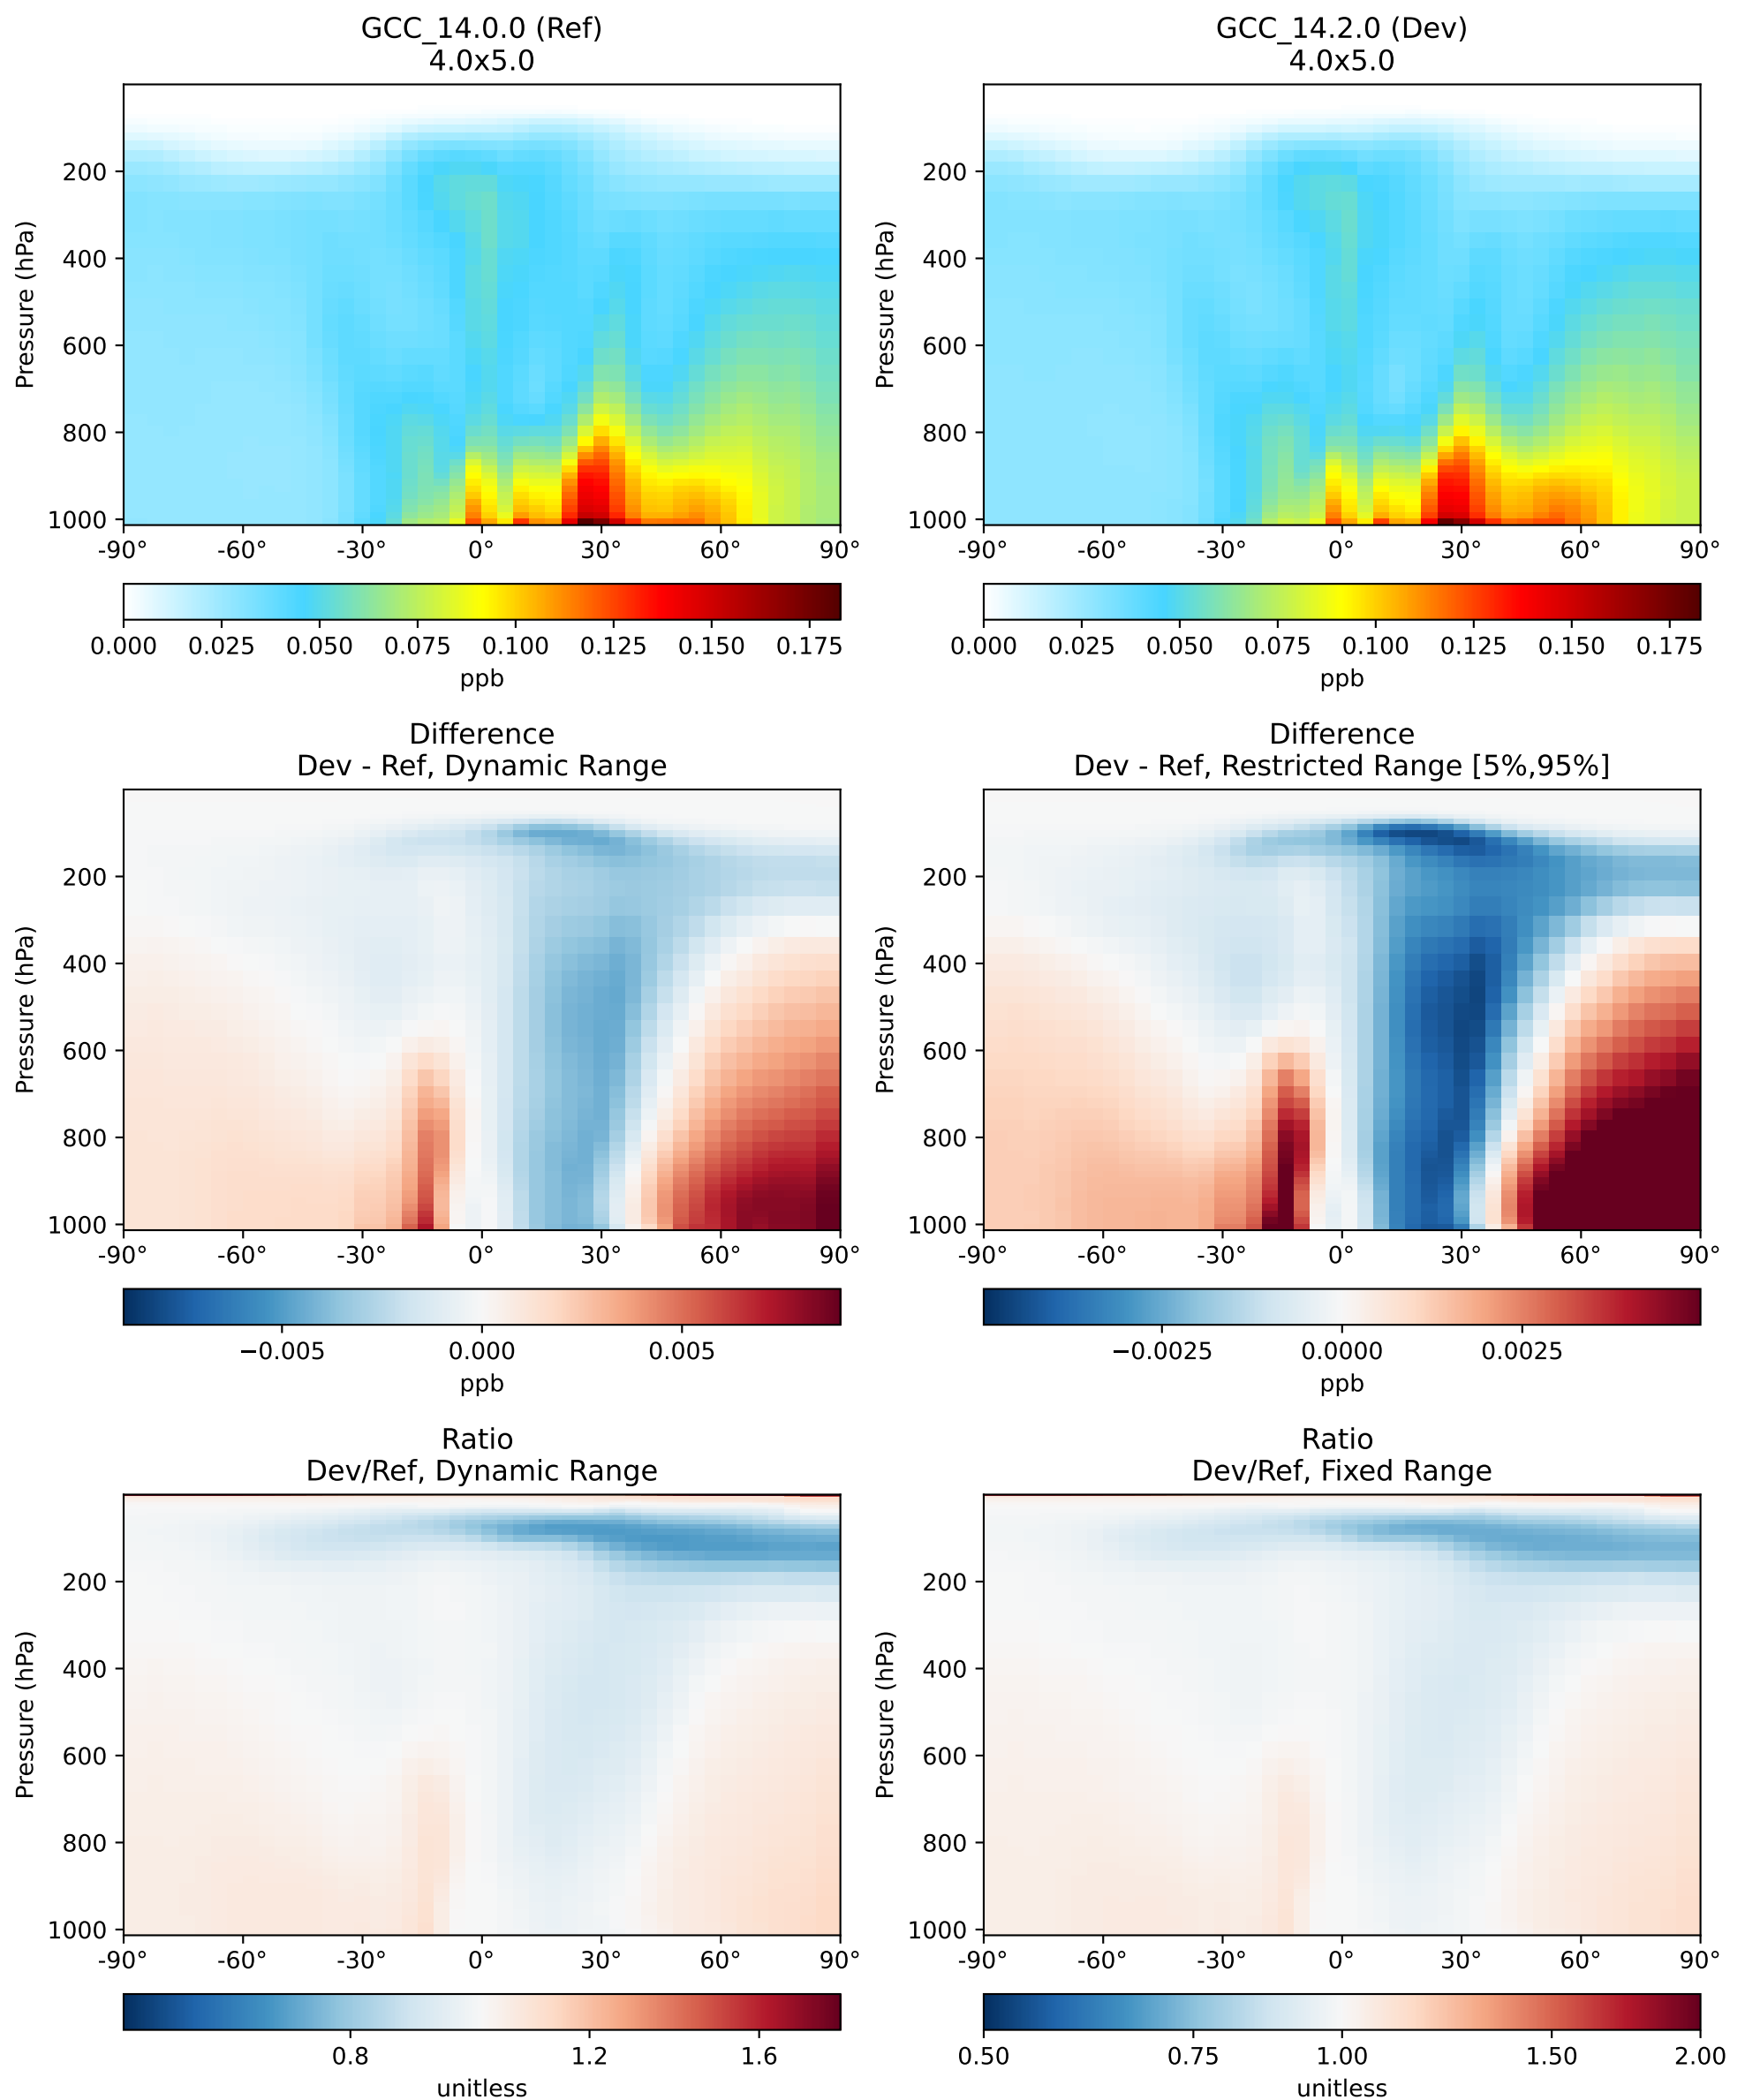 GCC_14.0.0 (Ref)
4.0x5.0
GCC_14.2.0 (Dev)
4.0x5.0
Pressure (hPa)
200
400
600
800
1000
-90° -60° -30° 0° 30° 60° 90°
0.000 0.025 0.050 0.075 0.100 0.125 0.150 0.175
ppb
Pressure (hPa)
200
400
600
800
1000
-90° -60° -30° 0° 30° 60° 90°
0.000 0.025 0.050 0.075 0.100 0.125 0.150 0.175
ppb
Difference
Dev - Ref, Dynamic Range
Pressure (hPa)
200
400
600
800
1000
-90° -60° -30° 0° 30° 60° 90°
−0.005 0.000 0.005
ppb
Difference
Dev - Ref, Restricted Range [5%,95%]
Pressure (hPa)
200
400
600
800
1000
-90° -60° -30° 0° 30° 60° 90°
−0.0025 0.0000 0.0025
ppb
Ratio
Dev/Ref, Dynamic Range
Pressure (hPa)
200
400
600
800
1000
-90° -60° -30° 0° 30° 60° 90°
0.8 1.2 1.6
unitless
Ratio
Dev/Ref, Fixed Range
Pressure (hPa)
200
400
600
800
1000
-90° -60° -30° 0° 30° 60° 90°
0.50 0.75 1.00 1.50 2.00
unitless